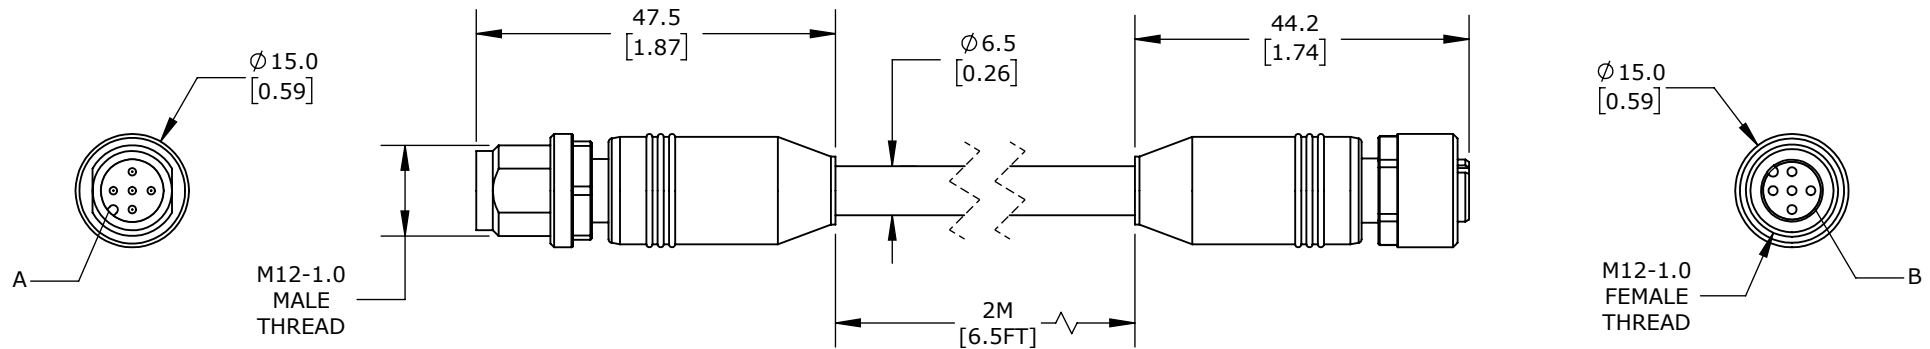 47.5
[1.87]
44.2
[1.74]
⌀15.0
[0.59]
⌀6.5
[0.26]
⌀15.0
[0.59]
A
M12-1.0
MALE
THREAD
2M
[6.5FT]
M12-1.0
FEMALE
THREAD
B